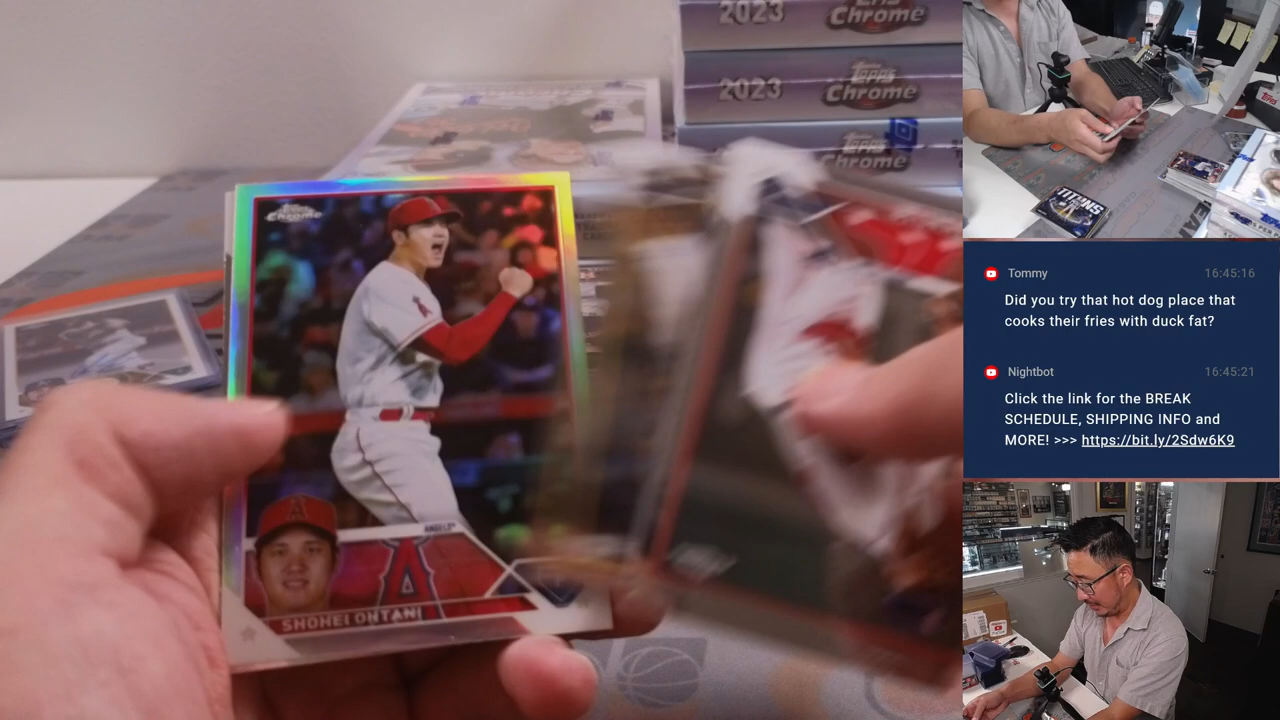 2023 Topps Chrome
2023 Topps Chrome
Topps Chrome
Topps Chrome
ANGELS
A
SHOHEI OHTANI
Tommy 16:45:16
Did you try that hot dog place that
cooks their fries with duck fat?
Nightbot 16:45:21
Click the link for the BREAK
SCHEDULE, SHIPPING INFO and
MORE! >>> https://bit.ly/2Sdw6K9